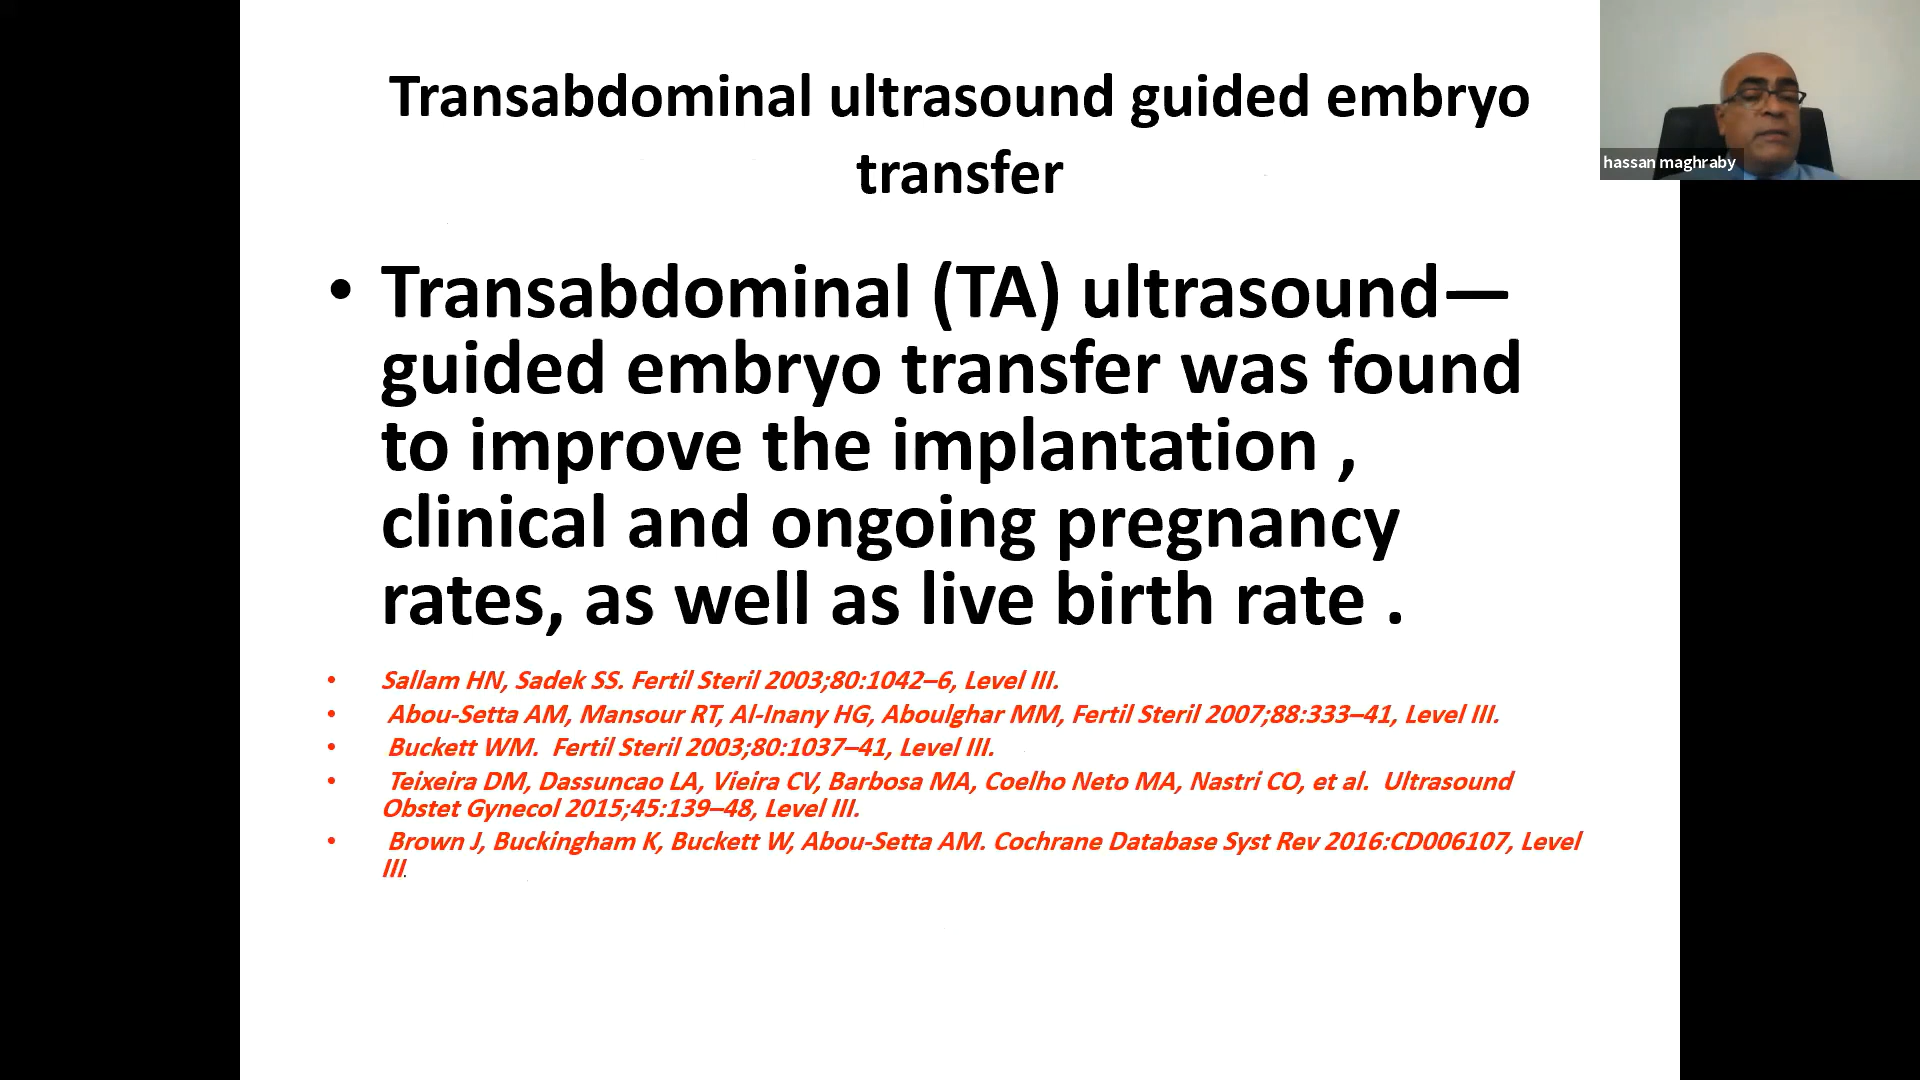 Transabdominal ultrasound guided embryo
transfer
hassan maghraby
• Transabdominal (TA) ultrasound—
guided embryo transfer was found
to improve the implantation ,
clinical and ongoing pregnancy
rates, as well as live birth rate .
• Sallam HN, Sadek SS. Fertil Steril 2003;80:1042–6, Level III.
• Abou-Setta AM, Mansour RT, Al-Inany HG, Aboulghar MM, Fertil Steril 2007;88:333–41, Level III.
• Buckett WM. Fertil Steril 2003;80:1037–41, Level III.
• Teixeira DM, Dassuncao LA, Vieira CV, Barbosa MA, Coelho Neto MA, Nastri CO, et al. Ultrasound
Obstet Gynecol 2015;45:139–48, Level III.
• Brown J, Buckingham K, Buckett W, Abou-Setta AM. Cochrane Database Syst Rev 2016:CD006107, Level
III.